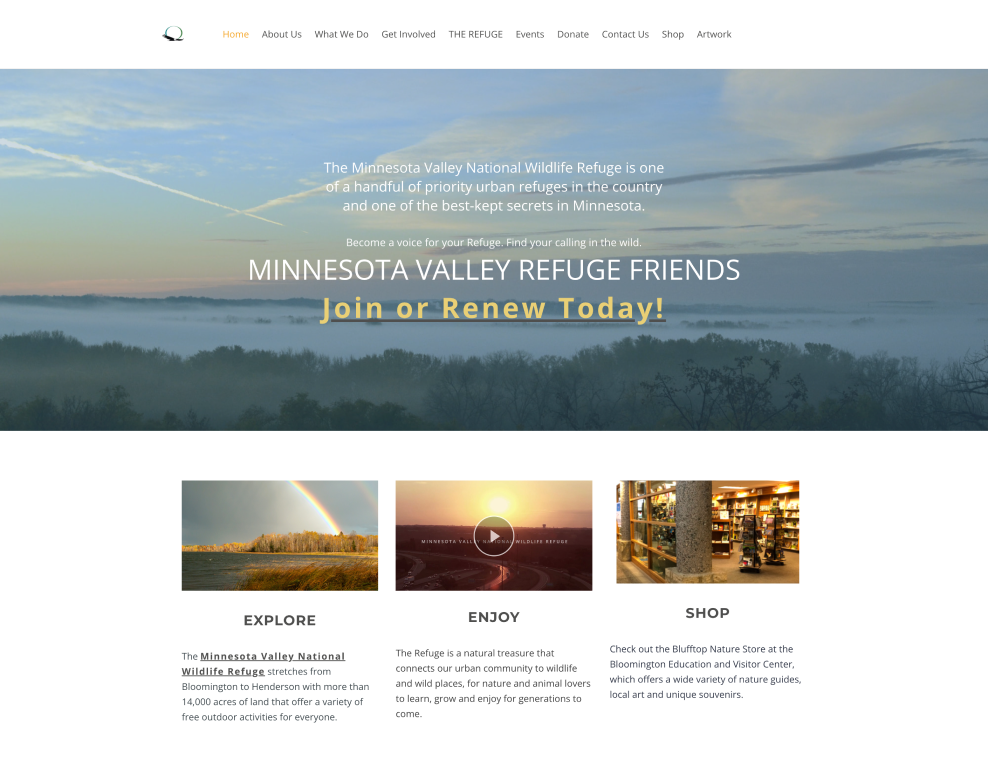 Home About Us What We Do Get Involved THE REFUGE Events Donate Contact Us Shop Artwork
The Minnesota Valley National Wildlife Refuge is one
of a handful of priority urban refuges in the country
and one of the best-kept secrets in Minnesota.
Become a voice for your Refuge. Find your calling in the wild.
MINNESOTA VALLEY REFUGE FRIENDS
Join or Renew Today!
EXPLORE
The Minnesota Valley National
Wildlife Refuge stretches from
Bloomington to Henderson with more than
14,000 acres of land that offer a variety of
free outdoor activities for everyone.
MINNESOTA VALLEY NATIONAL WILDLIFE REFUGE
ENJOY
The Refuge is a natural treasure that
connects our urban community to wildlife
and wild places, for nature and animal lovers
to learn, grow and enjoy for generations to
come.
SHOP
Check out the Blufftop Nature Store at the
Bloomington Education and Visitor Center,
which offers a wide variety of nature guides,
local art and unique souvenirs.